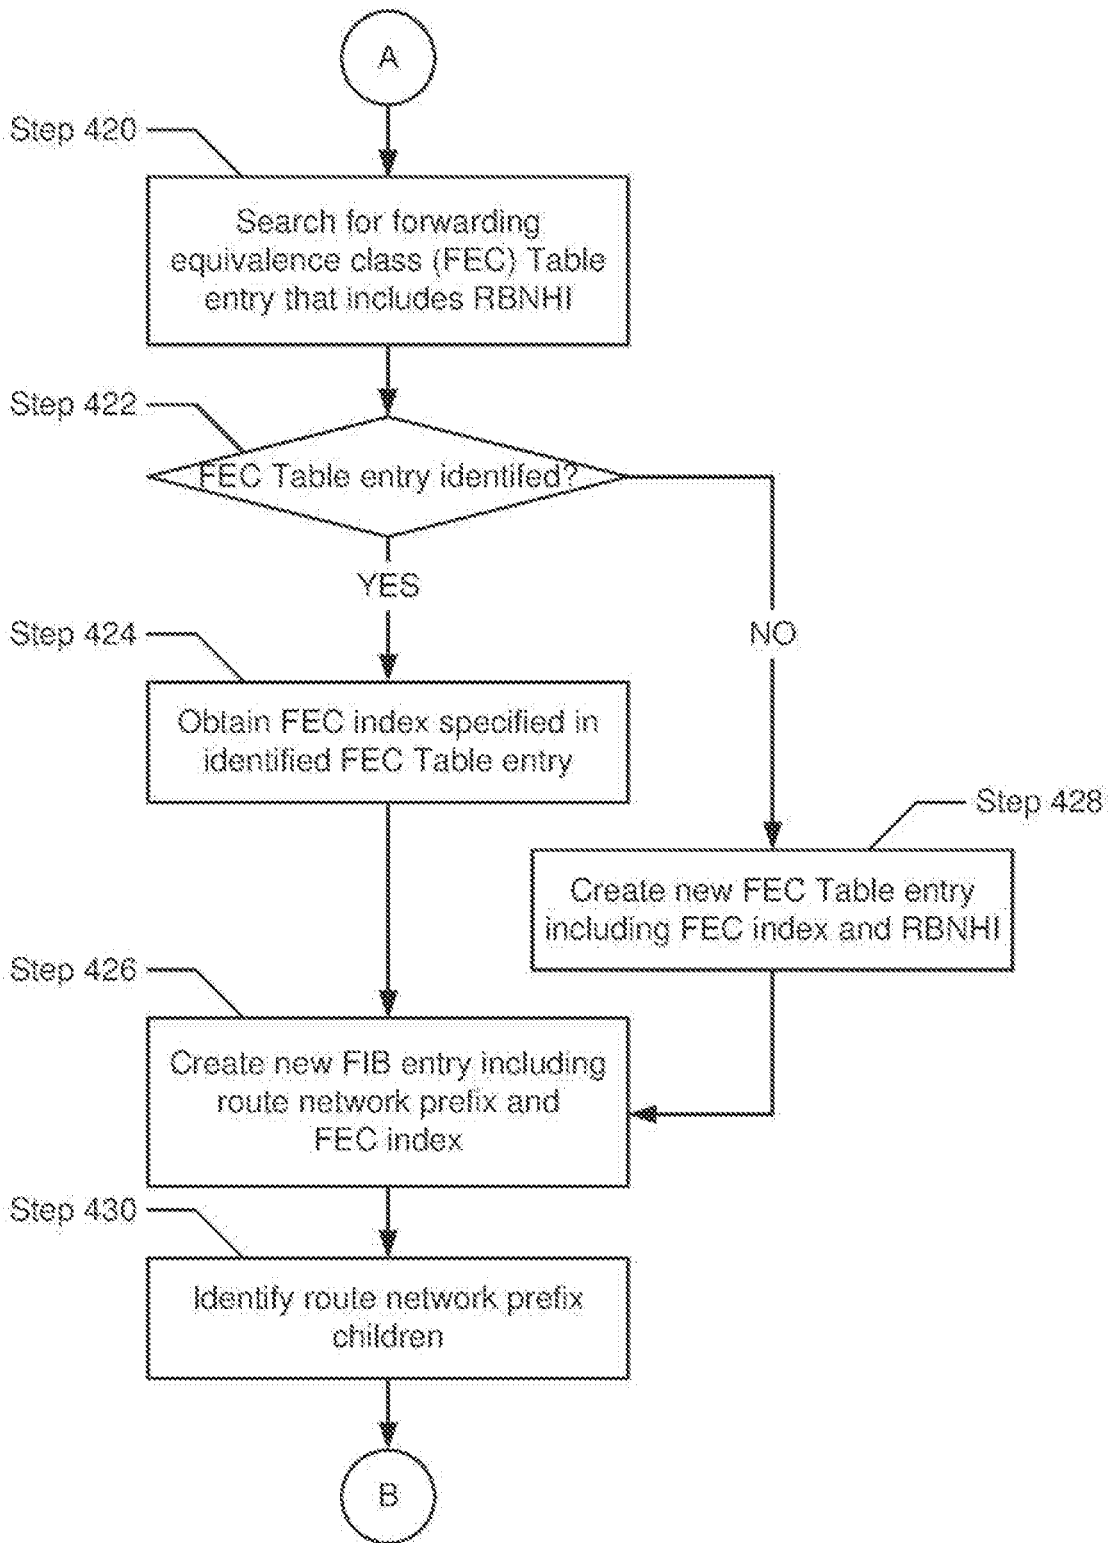 A
Step 420
Search for forwarding
equivalence class (FEC) Table
entry that includes RBNHI
Step 422
FEC Table entry identifed?
YES
NO
Step 424
Obtain FEC index specified in
identified FEC Table entry
Step 428
Create new FEC Table entry
including FEC index and RBNHI
Step 426
Create new FIB entry including
route network prefix and
FEC index
Step 430
Identify route network prefix
children
B